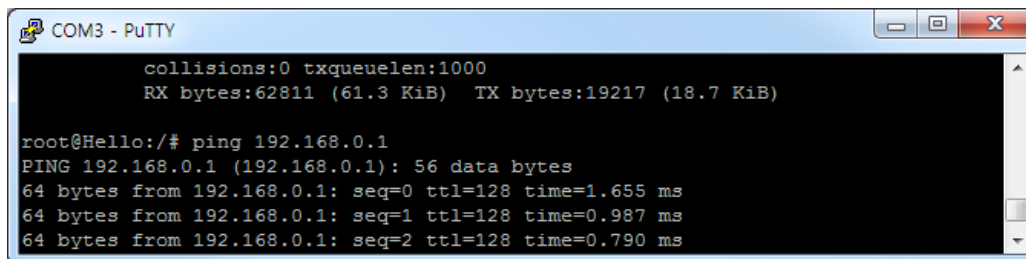 COM3 - PuTTY
collisions:0 txqueuelen:1000
RX bytes:62811 (61.3 KiB)  TX bytes:19217 (18.7 KiB)
root@Hello:/# ping 192.168.0.1
PING 192.168.0.1 (192.168.0.1): 56 data bytes
64 bytes from 192.168.0.1: seq=0 ttl=128 time=1.655 ms
64 bytes from 192.168.0.1: seq=1 ttl=128 time=0.987 ms
64 bytes from 192.168.0.1: seq=2 ttl=128 time=0.790 ms